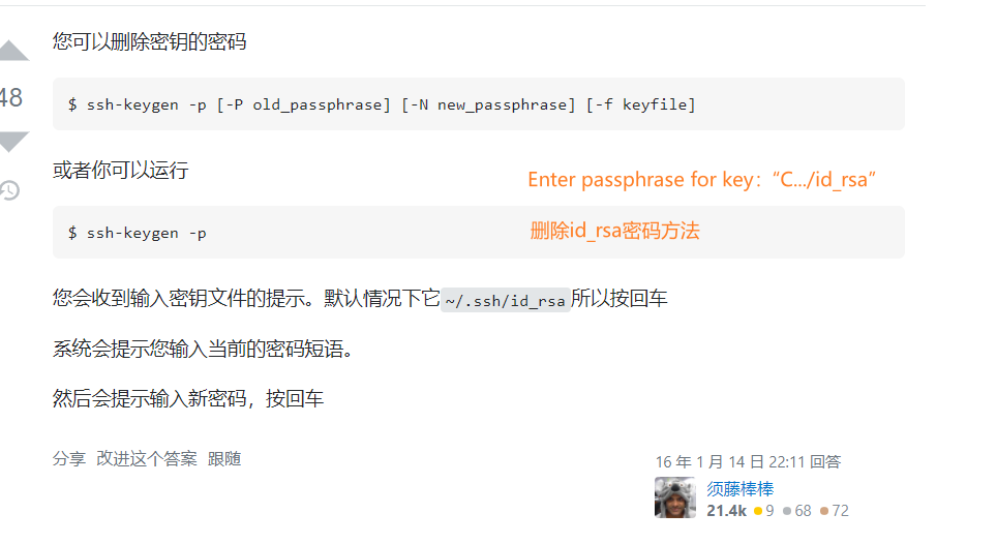 您可以删除密钥的密码
48
$ ssh-keygen -p [-P old_passphrase] [-N new_passphrase] [-f keyfile]
或者你可以运行
Enter passphrase for key：“C.../id_rsa”
$ ssh-keygen -p
删除id_rsa密码方法
您会收到输入密钥文件的提示。默认情况下它~/.ssh/id_rsa所以按回车
系统会提示您输入当前的密码短语。
然后会提示输入新密码，按回车
分享 改进这个答案 跟随
16 年 1 月 14 日 22:11 回答
须藤棒棒
21.4k 9 68 72